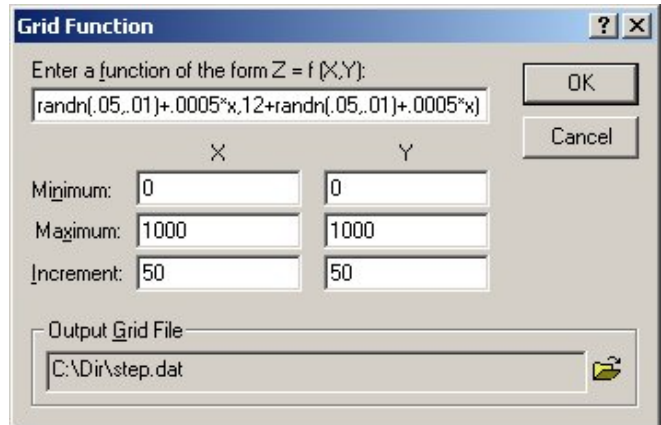 Grid Function
Enter a function of the form Z = f (X,Y):
randn(.05,.01)+.0005*x,12+randn(.05,.01)+.0005*x)
OK
Cancel
X Y
Minimum: 0 0
Maximum: 1000 1000
Increment: 50 50
Output Grid File
C:\Dir\step.dat